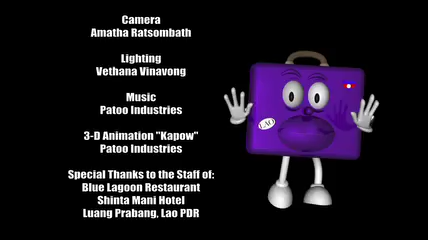 Camera
Amatha Ratsombath
Lighting
Vethana Vinavong
Music
Patoo Industries
3-D Animation "Kapow"
Patoo Industries
Special Thanks to the Staff of:
Blue Lagoon Restaurant
Shinta Mani Hotel
Luang Prabang, Lao PDR
LAO